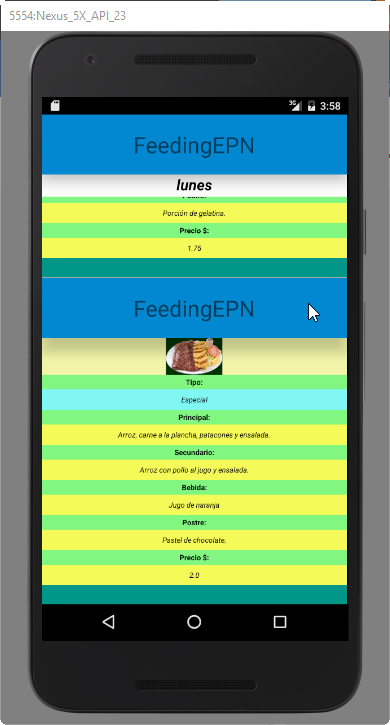 5554:Nexus_5X_API_23
3G 3:58
FeedingEPN
lunes
Porción de gelatina.
Precio $:
1.75
FeedingEPN
Tipo:
Especial
Principal:
Arroz, carne a la plancha, patacones y ensalada.
Secundario:
Arroz con pollo al jugo y ensalada.
Bebida:
Jugo de naranja
Postre:
Pastel de chocolate.
Precio $:
2.0